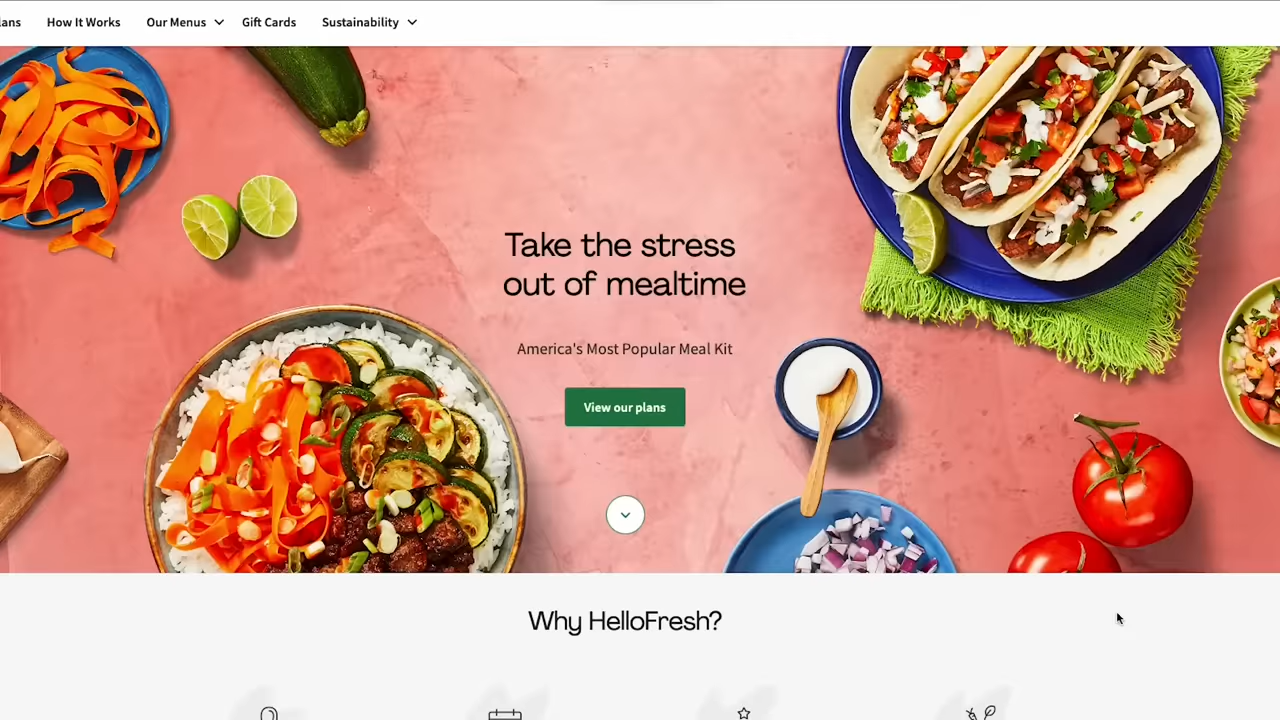 How It Works
Our Menus
Gift Cards
Sustainability
Take the stress
out of mealtime
America's Most Popular Meal Kit
View our plans
Why HelloFresh?